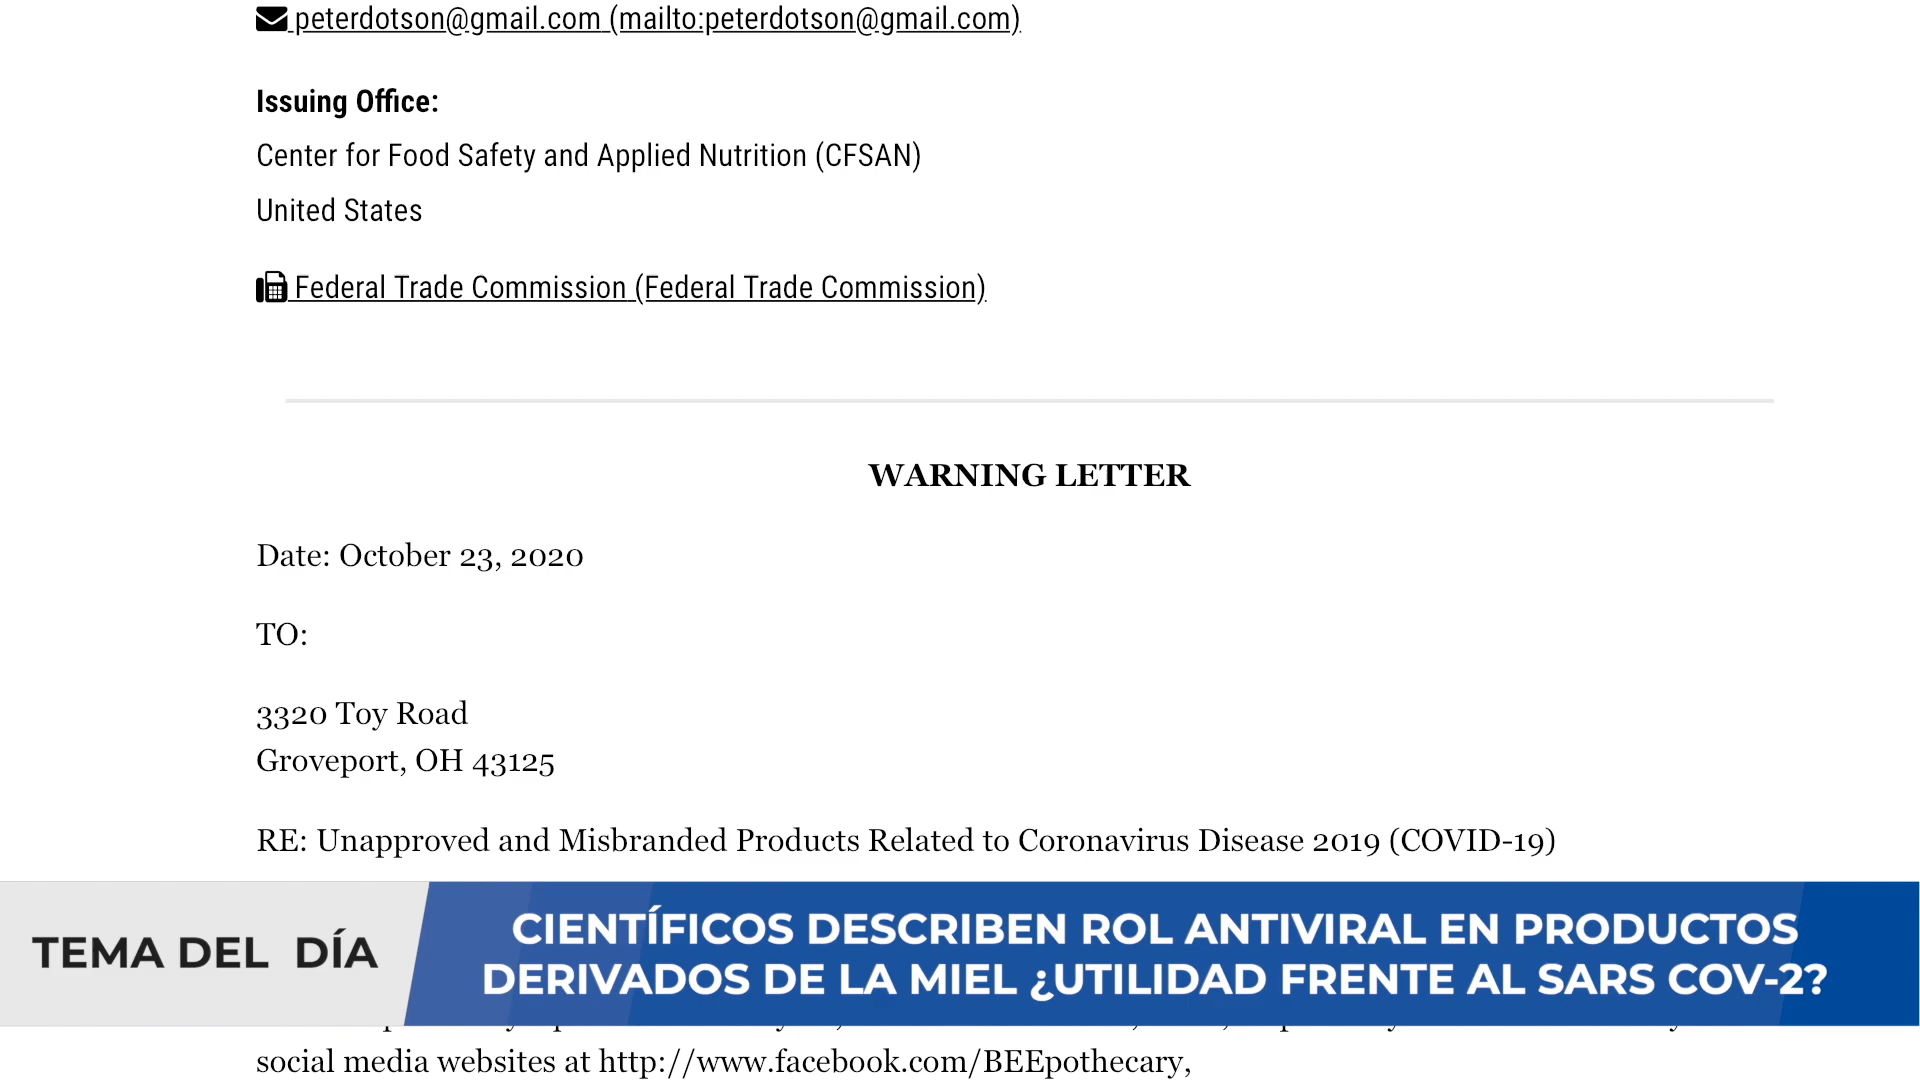 peterdotson@gmail.com (mailto:peterdotson@gmail.com)
Issuing Office:
Center for Food Safety and Applied Nutrition (CFSAN)
United States
Federal Trade Commission (Federal Trade Commission)
WARNING LETTER
Date: October 23, 2020
TO:
3320 Toy Road
Groveport, OH 43125
RE: Unapproved and Misbranded Products Related to Coronavirus Disease 2019 (COVID-19)
TEMA DEL DÍA
CIENTÍFICOS DESCRIBEN ROL ANTIVIRAL EN PRODUCTOS
DERIVADOS DE LA MIEL ¿UTILIDAD FRENTE AL SARS COV-2?
social media websites at http://www.facebook.com/BEEpothecary,